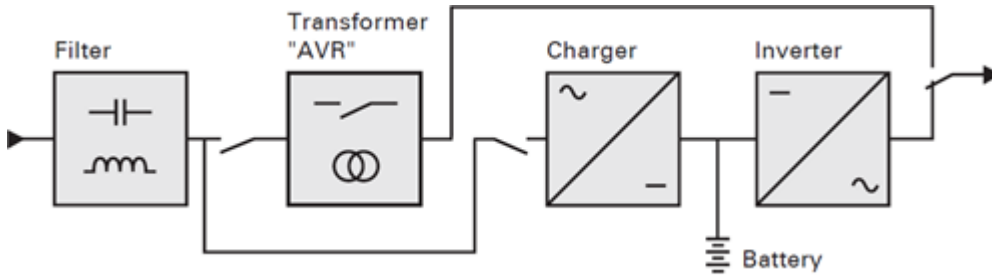 Transformer
"AVR"
Filter
Charger
Inverter
Battery